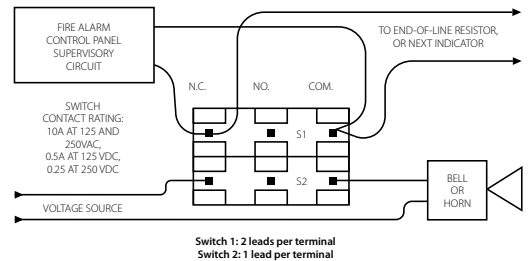 FIRE ALARM
CONTROL PANEL
SUPERVISORY
CIRCUIT
TO END-OF-LINE RESISTOR,
OR NEXT INDICATOR
N.C.
NO.
COM.
SWITCH
CONTACT RATING:
10A AT 125 AND
250VAC,
0.5A AT 125 VDC,
0.25 AT 250 VDC
S1
S2
BELL
OR
HORN
VOLTAGE SOURCE
Switch 1: 2 leads per terminal
Switch 2: 1 lead per terminal